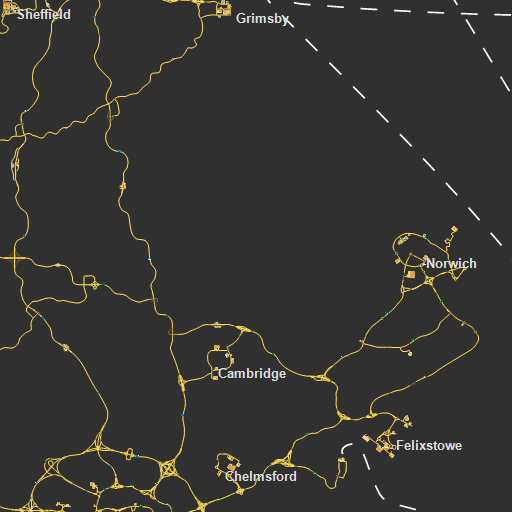 Sheffield
Grimsby
Norwich
Cambridge
Felixstowe
Chelmsford